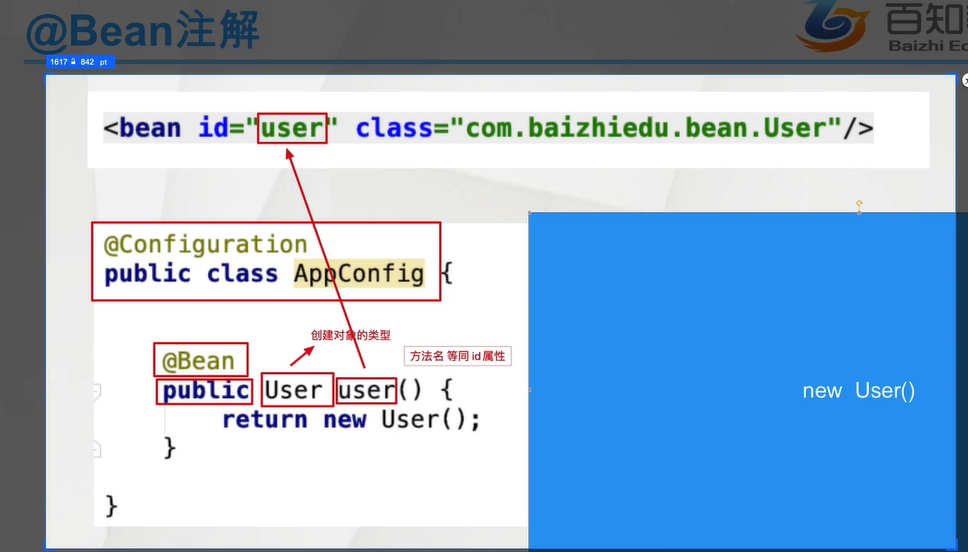 @Bean注解
百知
Baizhi Ed
1617 842 pt
<bean id="user" class="com.baizhiedu.bean.User"/>
@Configuration
public class AppConfig {
创建对象的类型
方法名 等同 id属性
@Bean
public User user() {
return new User();
}
}
new User()